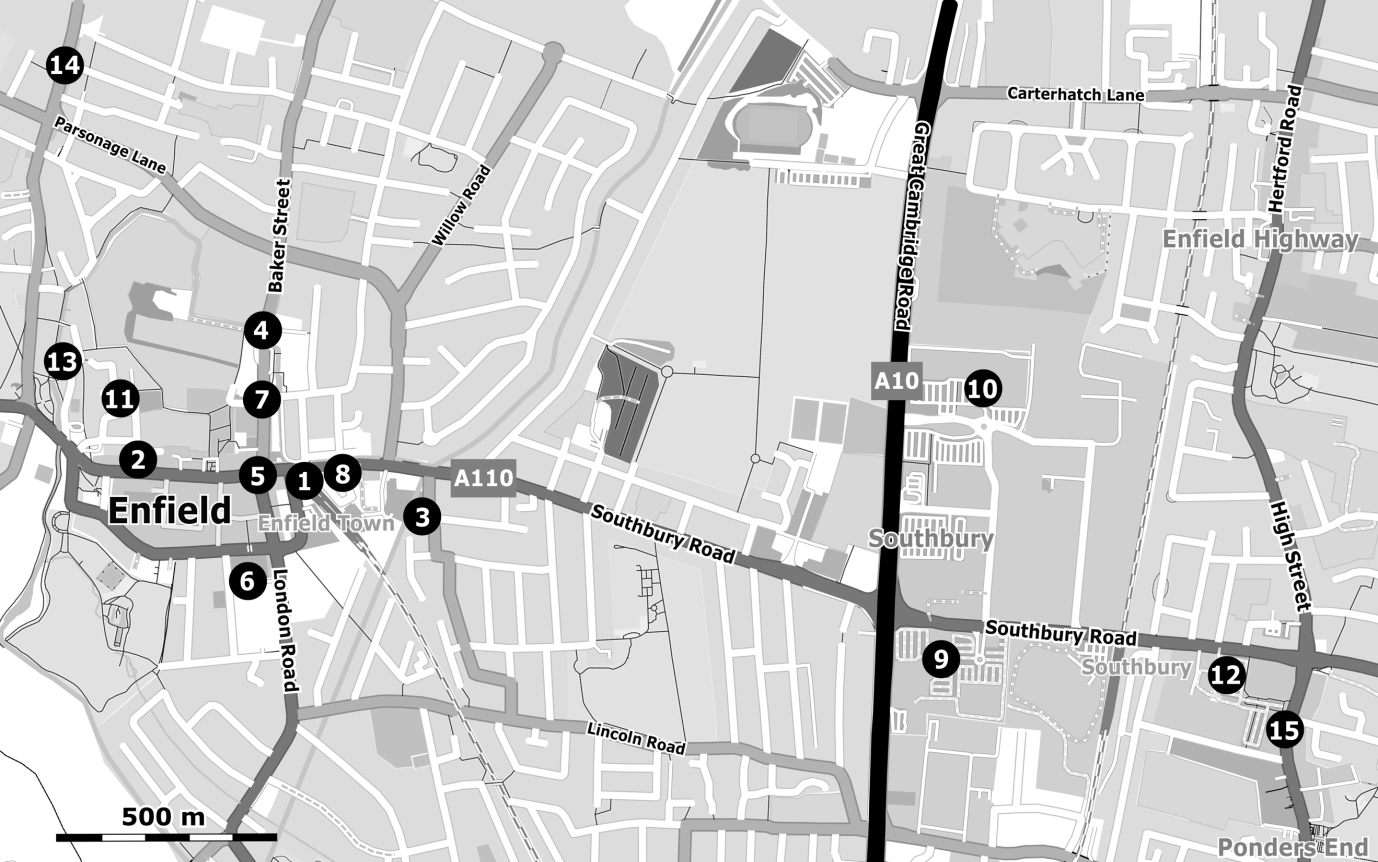 14
Parsonage Lane
Baker Street
Willow Road
Carterhatch Lane
Great Cambridge Road
Hertford Road
Enfield Highway
4
13
11
7
A10
10
2
5
1
8
A110
3
Enfield
Enfield Town
Southbury Road
Southbury
High Street
6
London Road
Southbury Road
9
Southbury
12
15
Lincoln Road
500 m
Ponders End